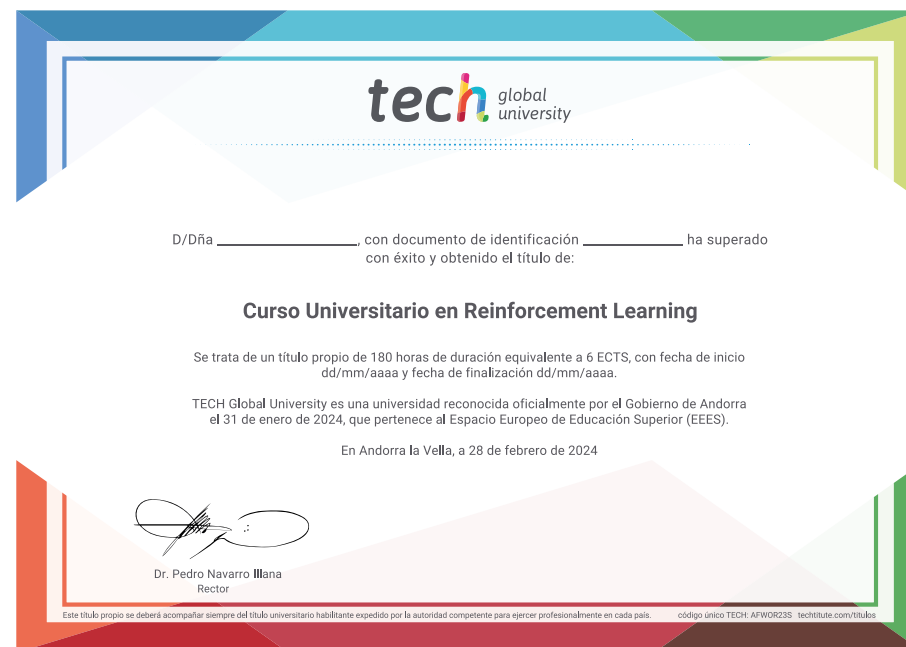 tech global university
D/Dña ____________, con documento de identificación ____________ ha superado
con éxito y obtenido el título de:
Curso Universitario en Reinforcement Learning
Se trata de un título propio de 180 horas de duración equivalente a 6 ECTS, con fecha de inicio
dd/mm/aaaa y fecha de finalización dd/mm/aaaa.
TECH Global University es una universidad reconocida oficialmente por el Gobierno de Andorra
el 31 de enero de 2024, que pertenece al Espacio Europeo de Educación Superior (EEES).
En Andorra la Vella, a 28 de febrero de 2024
Dr. Pedro Navarro Illana
Rector
Este título propio se deberá acompañar siempre del título universitario habilitante expedido por la autoridad competente para ejercer profesionalmente en cada país. código único TECH: AFWOR23S techtitute.com/titulos